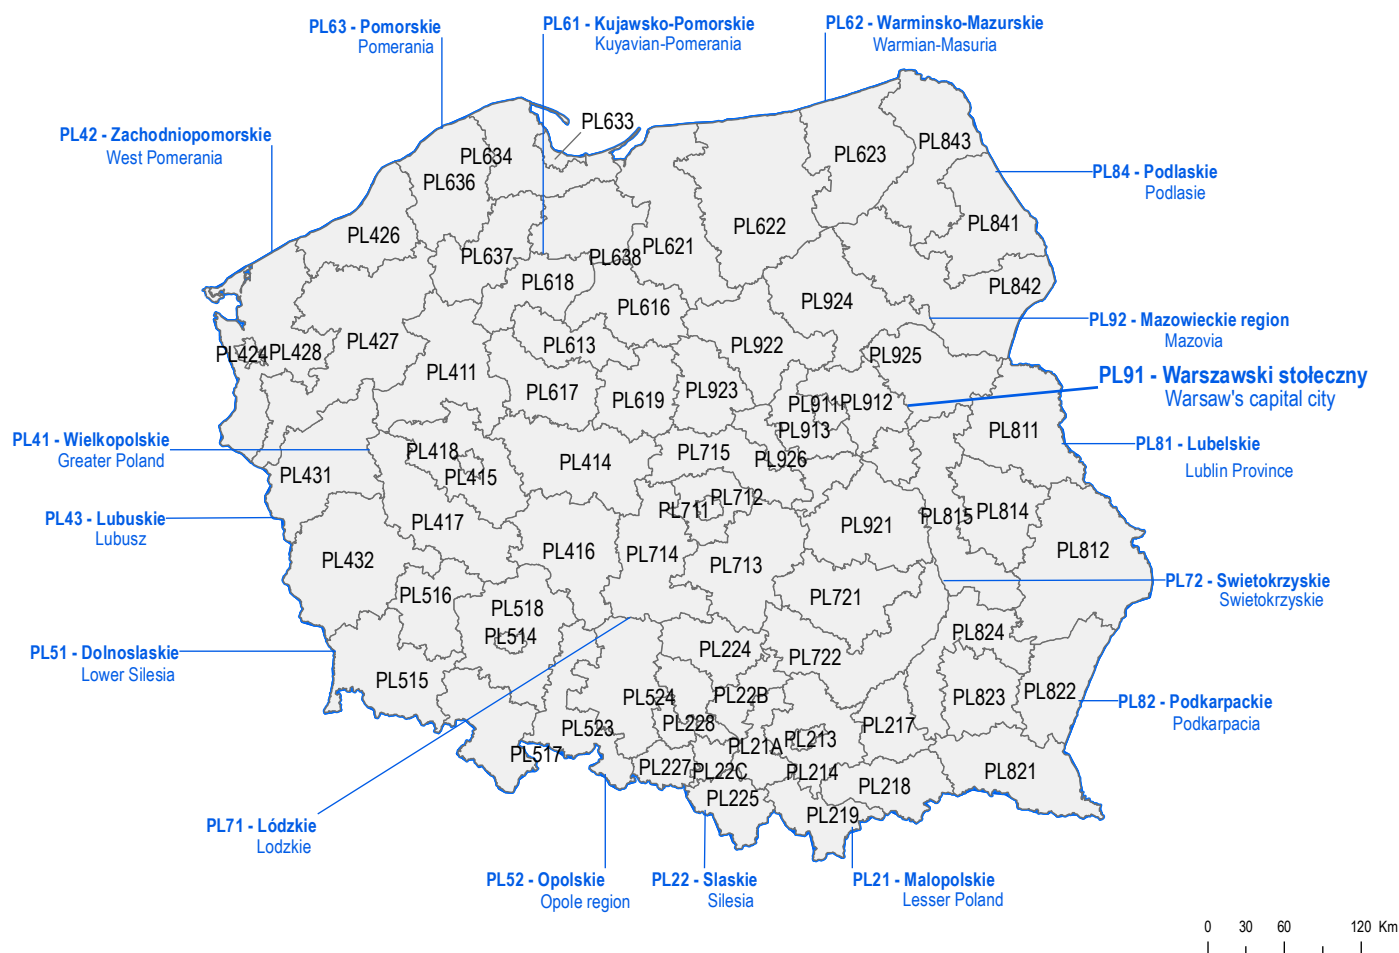 PL63 - Pomorskie
Pomerania
PL61 - Kujawsko-Pomorskie
Kuyavian-Pomerania
PL62 - Warminsko-Mazurskie
Warmian-Masuria
PL42 - Zachodniopomorskie
West Pomerania
PL84 - Podlaskie
Podlasie
PL92 - Mazowieckie region
Mazovia
PL91 - Warszawski stołeczny
Warsaw's capital city
PL41 - Wielkopolskie
Greater Poland
PL81 - Lubelskie
Lublin Province
PL43 - Lubuskie
Lubusz
PL72 - Swietokrzyskie
Swietokrzyskie
PL51 - Dolnoslaskie
Lower Silesia
PL82 - Podkarpackie
Podkarpacia
PL71 - Lódzkie
Lodzkie
PL52 - Opolskie
Opole region
PL22 - Slaskie
Silesia
PL21 - Malopolskie
Lesser Poland
PL633
PL634
PL636
PL623
PL843
PL426
PL637
PL638
PL621
PL622
PL841
PL618
PL616
PL924
PL842
PL424
PL428
PL427
PL613
PL922
PL925
PL411
PL617
PL619
PL923
PL911
PL912
PL913
PL811
PL418
PL415
PL414
PL715
PL926
PL431
PL417
PL711
PL712
PL921
PL815
PL814
PL432
PL416
PL714
PL713
PL812
PL516
PL518
PL514
PL721
PL224
PL722
PL824
PL515
PL524
PL22B
PL823
PL822
PL523
PL228
PL21A
PL213
PL217
PL517
PL227
PL22C
PL214
PL218
PL821
PL225
PL219
0 30 60 120 Km